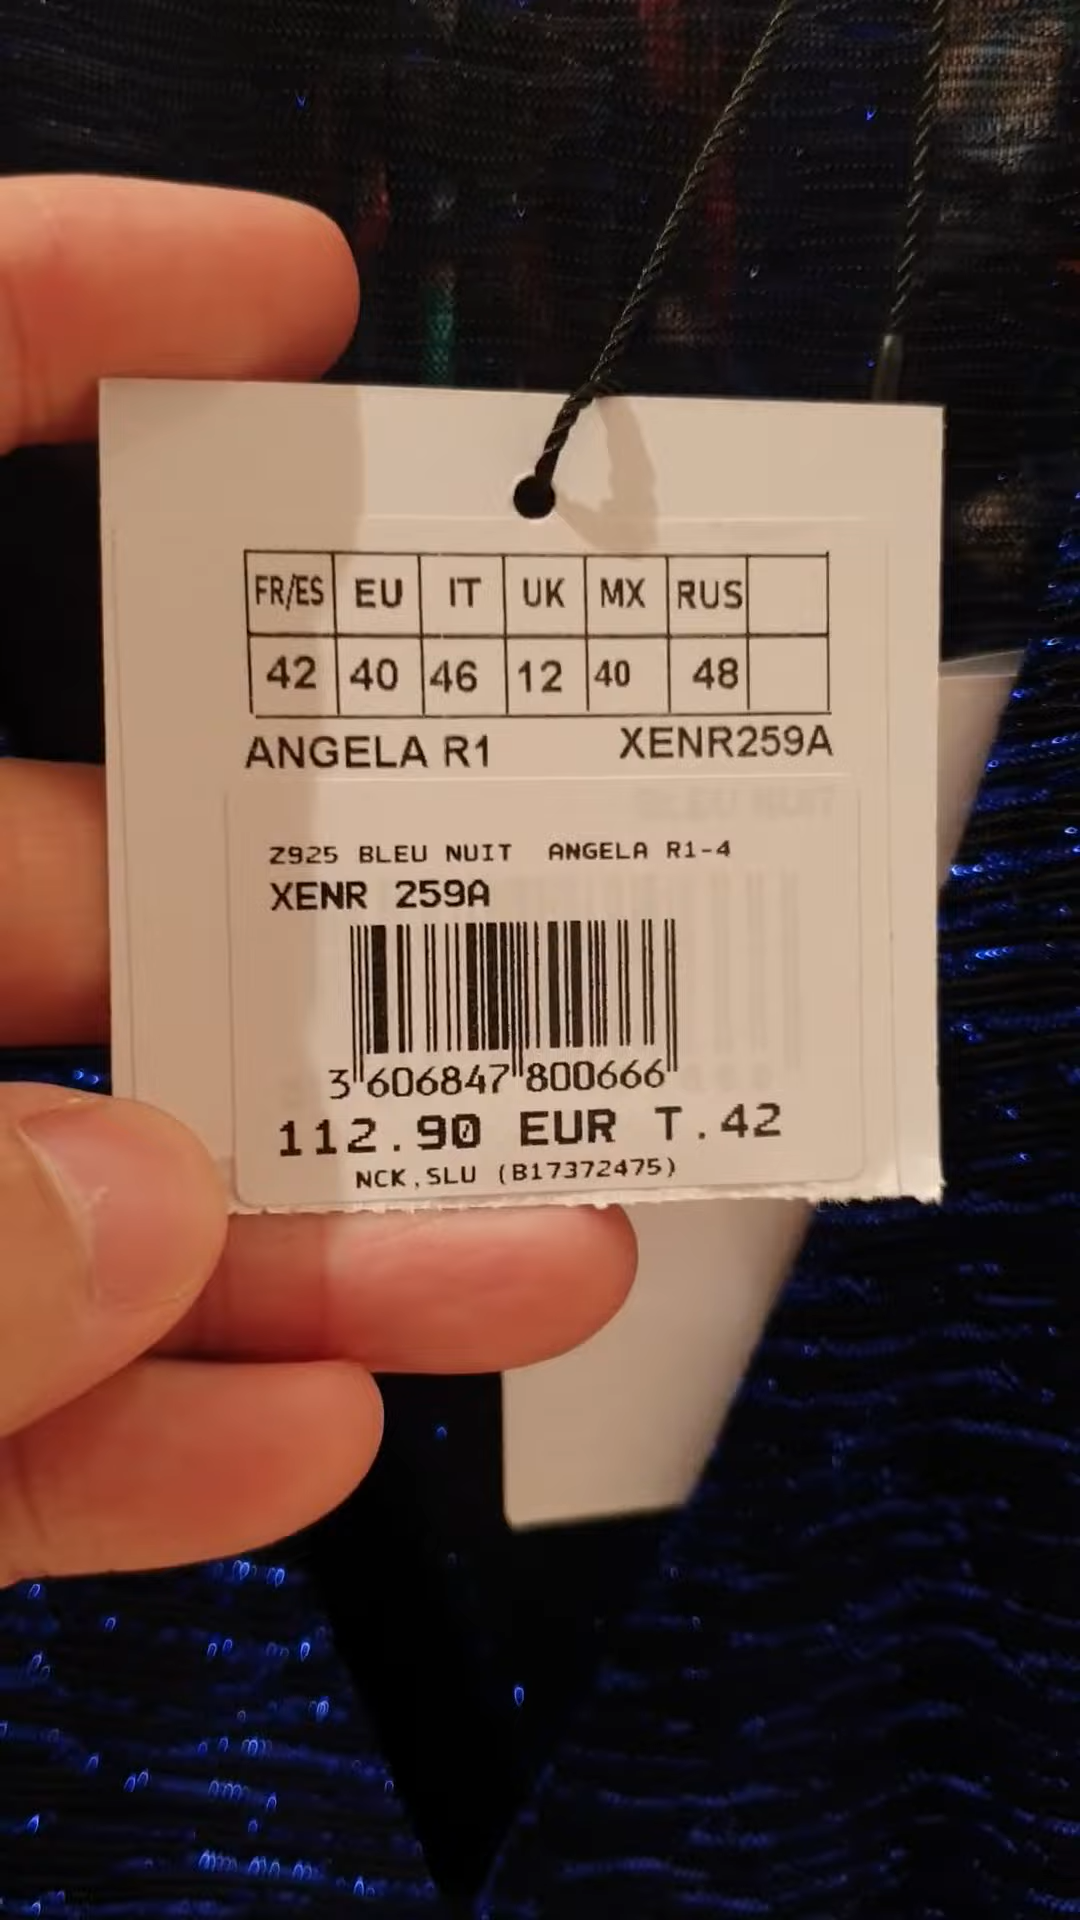 FR/ES EU IT UK MX RUS
42 40 46 12 40 48
ANGELA R1 XENR259A
Z925 BLEU NUIT ANGELA R1-4
XENR 259A
3 606847 800666
112.90 EUR T.42
NCK,SLU (B17372475)